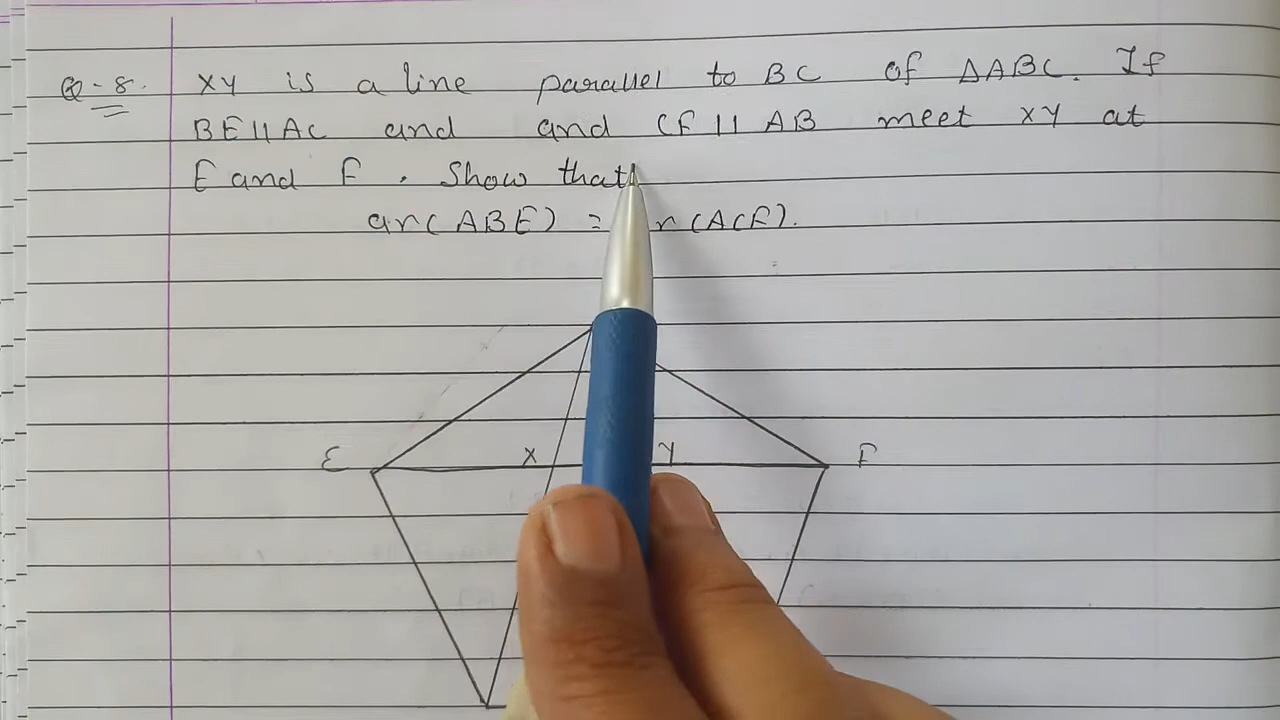 Q-8. XY is a line parallel to BC of ΔABC. If
BE || AC and and CF || AB meet XY at
E and F. Show that
ar(ABE) = r(ACF).
E X Y F